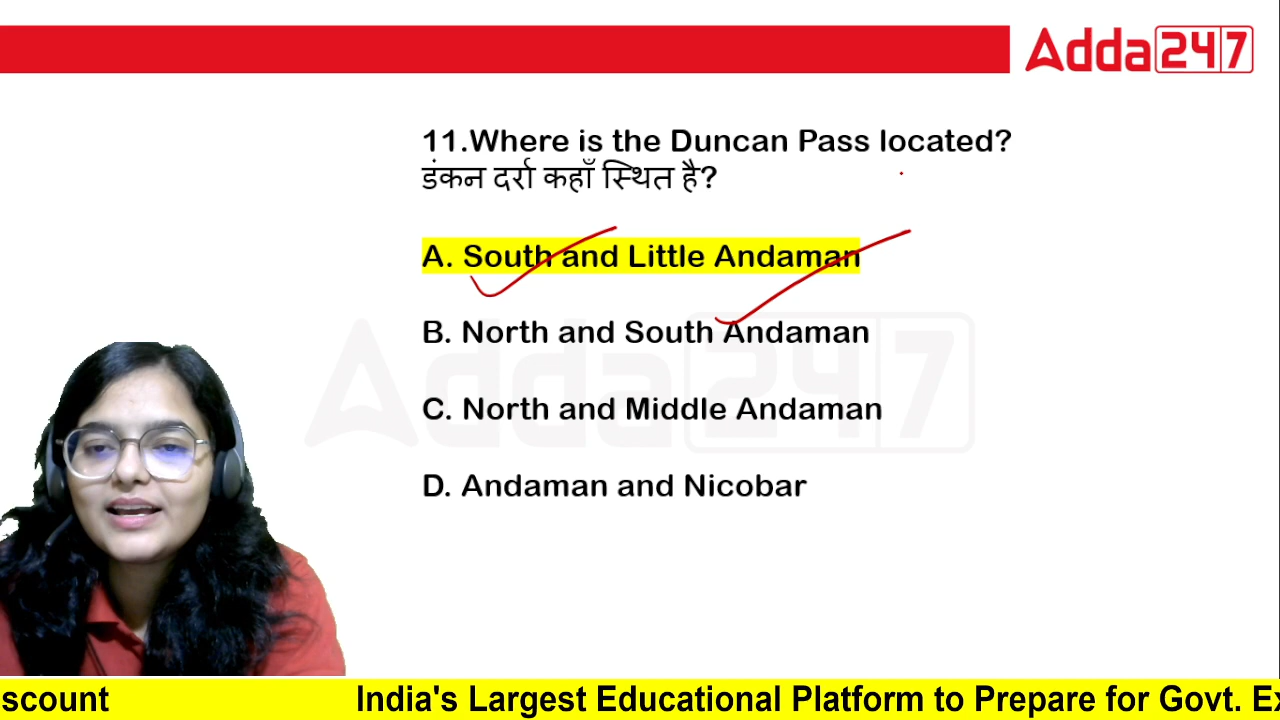 Adda247
11.Where is the Duncan Pass located?
डंकन दर्रा कहाँ स्थित है?
A. South and Little Andaman
B. North and South Andaman
Adda247
C. North and Middle Andaman
D. Andaman and Nicobar
scount India's Largest Educational Platform to Prepare for Govt. Ex